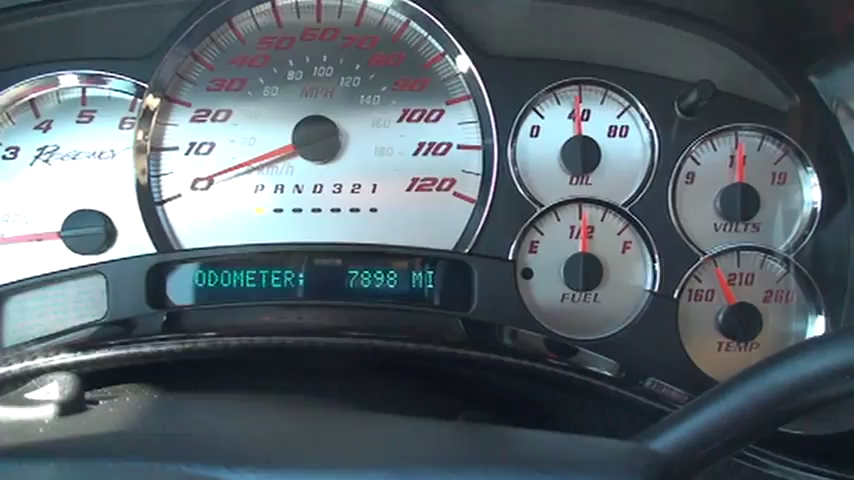 3 4 5 6
Regency
0 10 20 30 40 50 60 70 80 90 100 110 120
MPH
60 80 100 120 140 160 180
km/h
P R N D 3 2 1
ODOMETER: 7898 MI
0 40 80
OIL
E 1/2 F
FUEL
9 19
VOLTS
160 210 260
TEMP